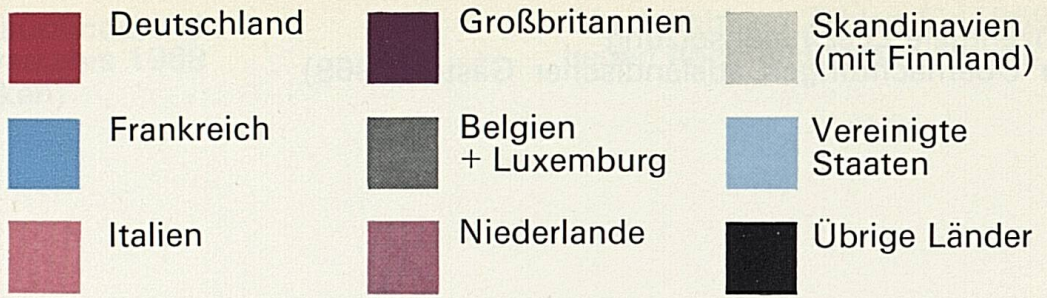 Deutschland
Frankreich
Italien
Großbritannien
Belgien
+ Luxemburg
Niederlande
Skandinavien
(mit Finnland)
Vereinigte
Staaten
Übrige Länder